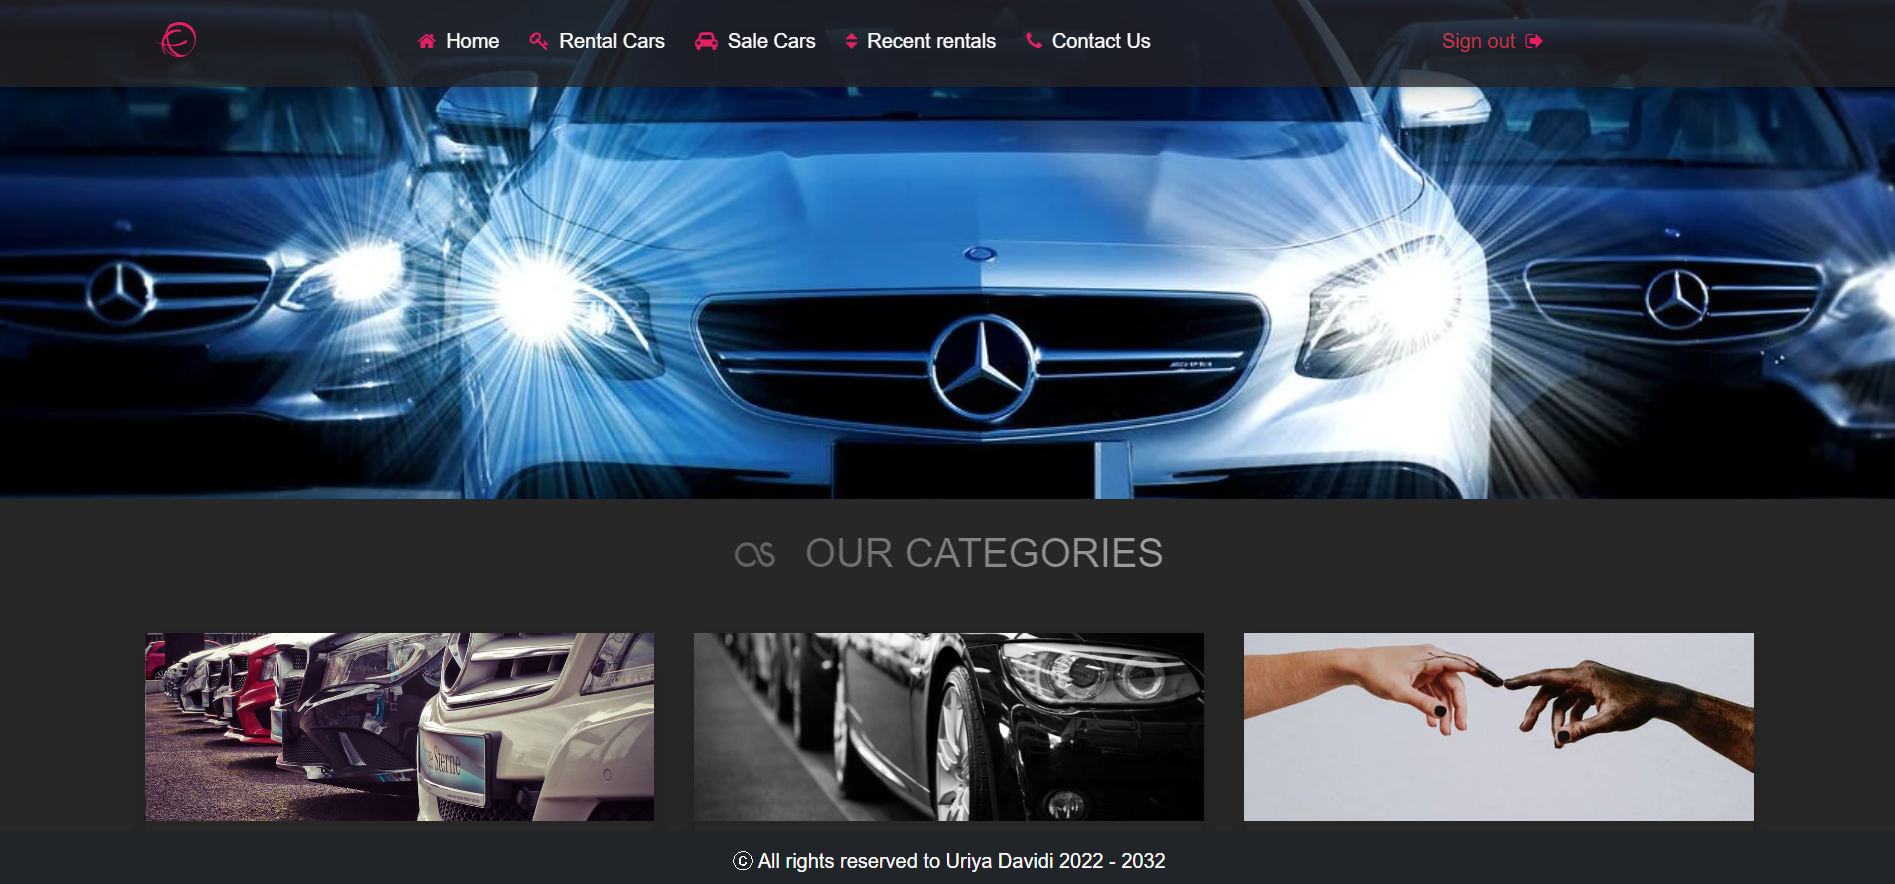 Home Rental Cars Sale Cars Recent rentals Contact Us Sign out
OUR CATEGORIES
Sterne
© All rights reserved to Uriya Davidi 2022 - 2032